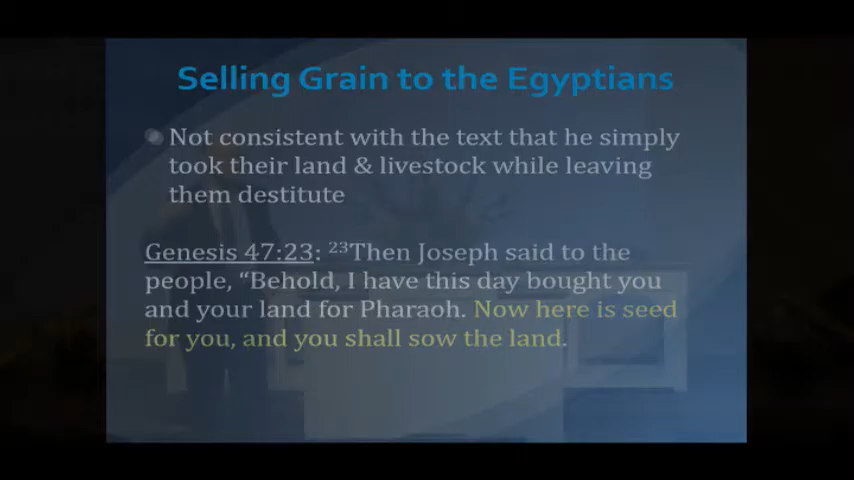 Selling Grain to the Egyptians
Not consistent with the text that he simply
took their land & livestock while leaving
them destitute
Genesis 47:23: ²³Then Joseph said to the
people, “Behold, I have this day bought you
and your land for Pharaoh. Now here is seed
for you, and you shall sow the land.